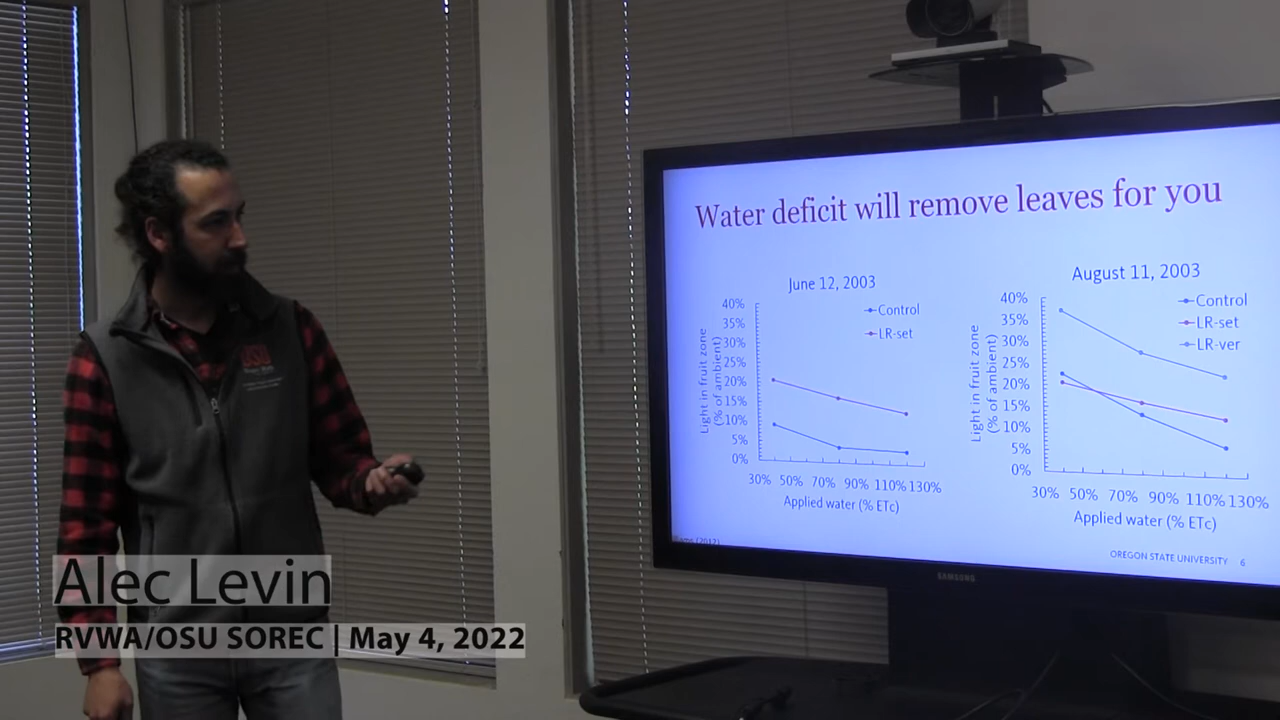 Water deficit will remove leaves for you
June 12, 2003
40%
35%
30%
25%
20%
15%
10%
5%
0%
Light in fruit zone
(% of ambient)
Control
LR-set
30% 50% 70% 90% 110% 130%
Applied water (% ETc)
August 11, 2003
40%
35%
30%
25%
20%
15%
10%
5%
0%
Light in fruit zone
(% of ambient)
Control
LR-set
LR-ver
30% 50% 70% 90% 110% 130%
Applied water (% ETc)
OREGON STATE UNIVERSITY 6
SAMSUNG
OSU
Alec Levin
RVWA/OSU SOREC | May 4, 2022